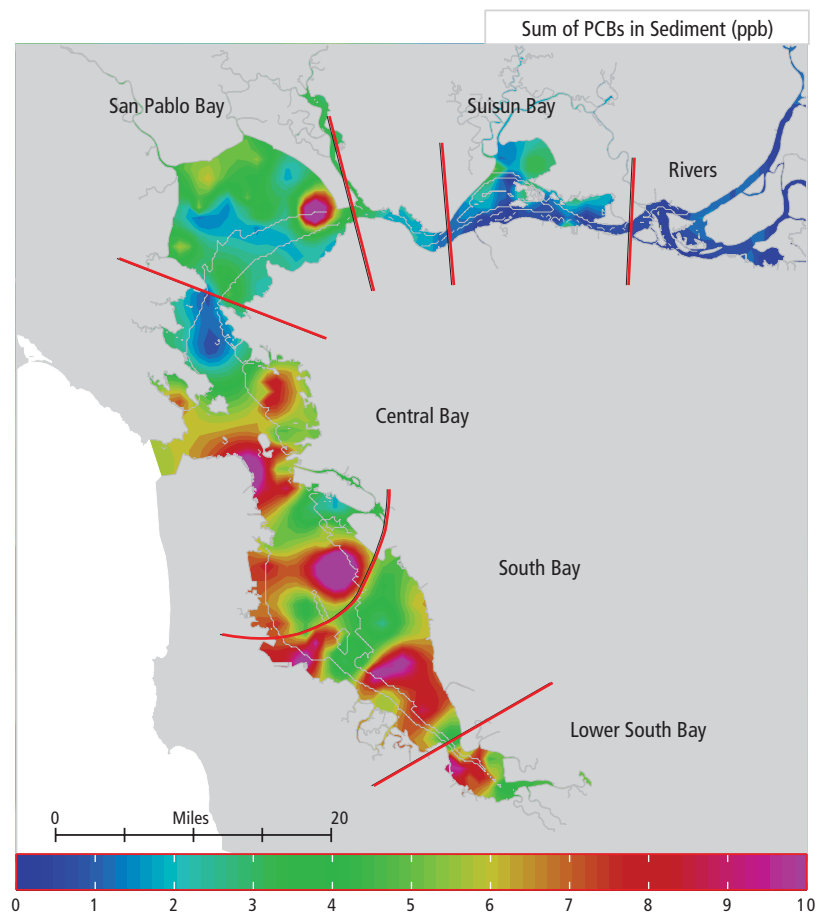 Sum of PCBs in Sediment (ppb)
San Pablo Bay
Suisun Bay
Rivers
Central Bay
South Bay
Lower South Bay
0 Miles 20
0 1 2 3 4 5 6 7 8 9 10